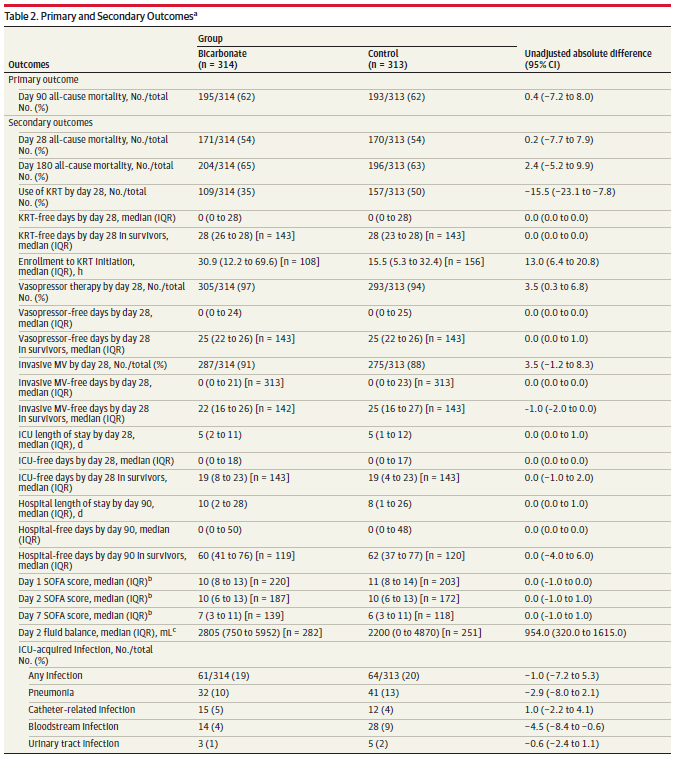 Table 2. Primary and Secondary Outcomesa
Group
Outcomes Bicarbonate (n = 314) Control (n = 313) Unadjusted absolute difference (95% CI)
Primary outcome
Day 90 all-cause mortality, No./total No. (%) 195/314 (62) 193/313 (62) 0.4 (−7.2 to 8.0)
Secondary outcomes
Day 28 all-cause mortality, No./total No. (%) 171/314 (54) 170/313 (54) 0.2 (−7.7 to 7.9)
Day 180 all-cause mortality, No./total No. (%) 204/314 (65) 196/313 (63) 2.4 (−5.2 to 9.9)
Use of KRT by day 28, No./total No. (%) 109/314 (35) 157/313 (50) −15.5 (−23.1 to −7.8)
KRT-free days by day 28, median (IQR) 0 (0 to 28) 0 (0 to 28) 0.0 (0.0 to 0.0)
KRT-free days by day 28 in survivors, median (IQR) 28 (26 to 28) [n = 143] 28 (23 to 28) [n = 143] 0.0 (0.0 to 0.0)
Enrollment to KRT initiation, median (IQR), h 30.9 (12.2 to 69.6) [n = 108] 15.5 (5.3 to 32.4) [n = 156] 13.0 (6.4 to 20.8)
Vasopressor therapy by day 28, No./total No. (%) 305/314 (97) 293/313 (94) 3.5 (0.3 to 6.8)
Vasopressor-free days by day 28, median (IQR) 0 (0 to 24) 0 (0 to 25) 0.0 (0.0 to 0.0)
Vasopressor-free days by day 28 in survivors, median (IQR) 25 (22 to 26) [n = 143] 25 (22 to 26) [n = 143] 0.0 (0.0 to 1.0)
Invasive MV by day 28, No./total (%) 287/314 (91) 275/313 (88) 3.5 (−1.2 to 8.3)
Invasive MV-free days by day 28, median (IQR) 0 (0 to 21) [n = 313] 0 (0 to 23) [n = 313] 0.0 (0.0 to 0.0)
Invasive MV-free days by day 28 in survivors, median (IQR) 22 (16 to 26) [n = 142] 25 (16 to 27) [n = 143] -1.0 (−2.0 to 0.0)
ICU length of stay by day 28, median (IQR), d 5 (2 to 11) 5 (1 to 12) 0.0 (0.0 to 1.0)
ICU-free days by day 28, median (IQR) 0 (0 to 18) 0 (0 to 17) 0.0 (0.0 to 0.0)
ICU-free days by day 28 in survivors, median (IQR) 19 (8 to 23) [n = 143] 19 (4 to 23) [n = 143] 0.0 (−1.0 to 2.0)
Hospital length of stay by day 90, median (IQR), d 10 (2 to 28) 8 (1 to 26) 0.0 (0.0 to 1.0)
Hospital-free days by day 90, median (IQR) 0 (0 to 50) 0 (0 to 48) 0.0 (0.0 to 0.0)
Hospital-free days by day 90 in survivors, median (IQR) 60 (41 to 76) [n = 119] 62 (37 to 77) [n = 120] 0.0 (−4.0 to 6.0)
Day 1 SOFA score, median (IQR)b 10 (8 to 13) [n = 220] 11 (8 to 14) [n = 203] 0.0 (−1.0 to 0.0)
Day 2 SOFA score, median (IQR)b 10 (6 to 13) [n = 187] 10 (6 to 13) [n = 172] 0.0 (−1.0 to 1.0)
Day 7 SOFA score, median (IQR)b 7 (3 to 11) [n = 139] 6 (3 to 11) [n = 118] 0.0 (−1.0 to 1.0)
Day 2 fluid balance, median (IQR), mLc 2805 (750 to 5952) [n = 282] 2200 (0 to 4870) [n = 251] 954.0 (320.0 to 1615.0)
ICU-acquired infection, No./total No. (%)
Any infection 61/314 (19) 64/313 (20) −1.0 (−7.2 to 5.3)
Pneumonia 32 (10) 41 (13) −2.9 (−8.0 to 2.1)
Catheter-related infection 15 (5) 12 (4) 1.0 (−2.2 to 4.1)
Bloodstream infection 14 (4) 28 (9) −4.5 (−8.4 to −0.6)
Urinary tract infection 3 (1) 5 (2) −0.6 (−2.4 to 1.1)